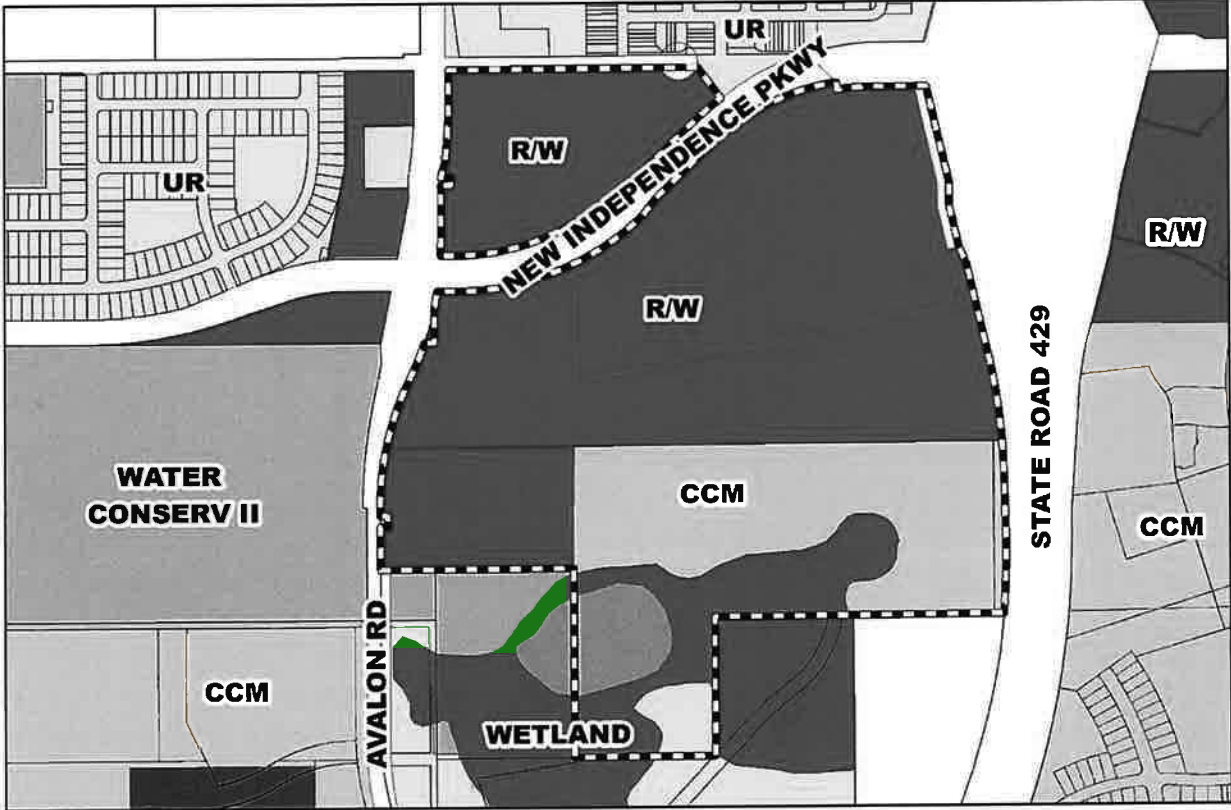 UR
NEW INDEPENDENCE PKWY
R/W
UR
R/W
R/W
STATE ROAD 429
WATER
CONSERV II
CCM
CCM
AVALON RD
CCM
WETLAND